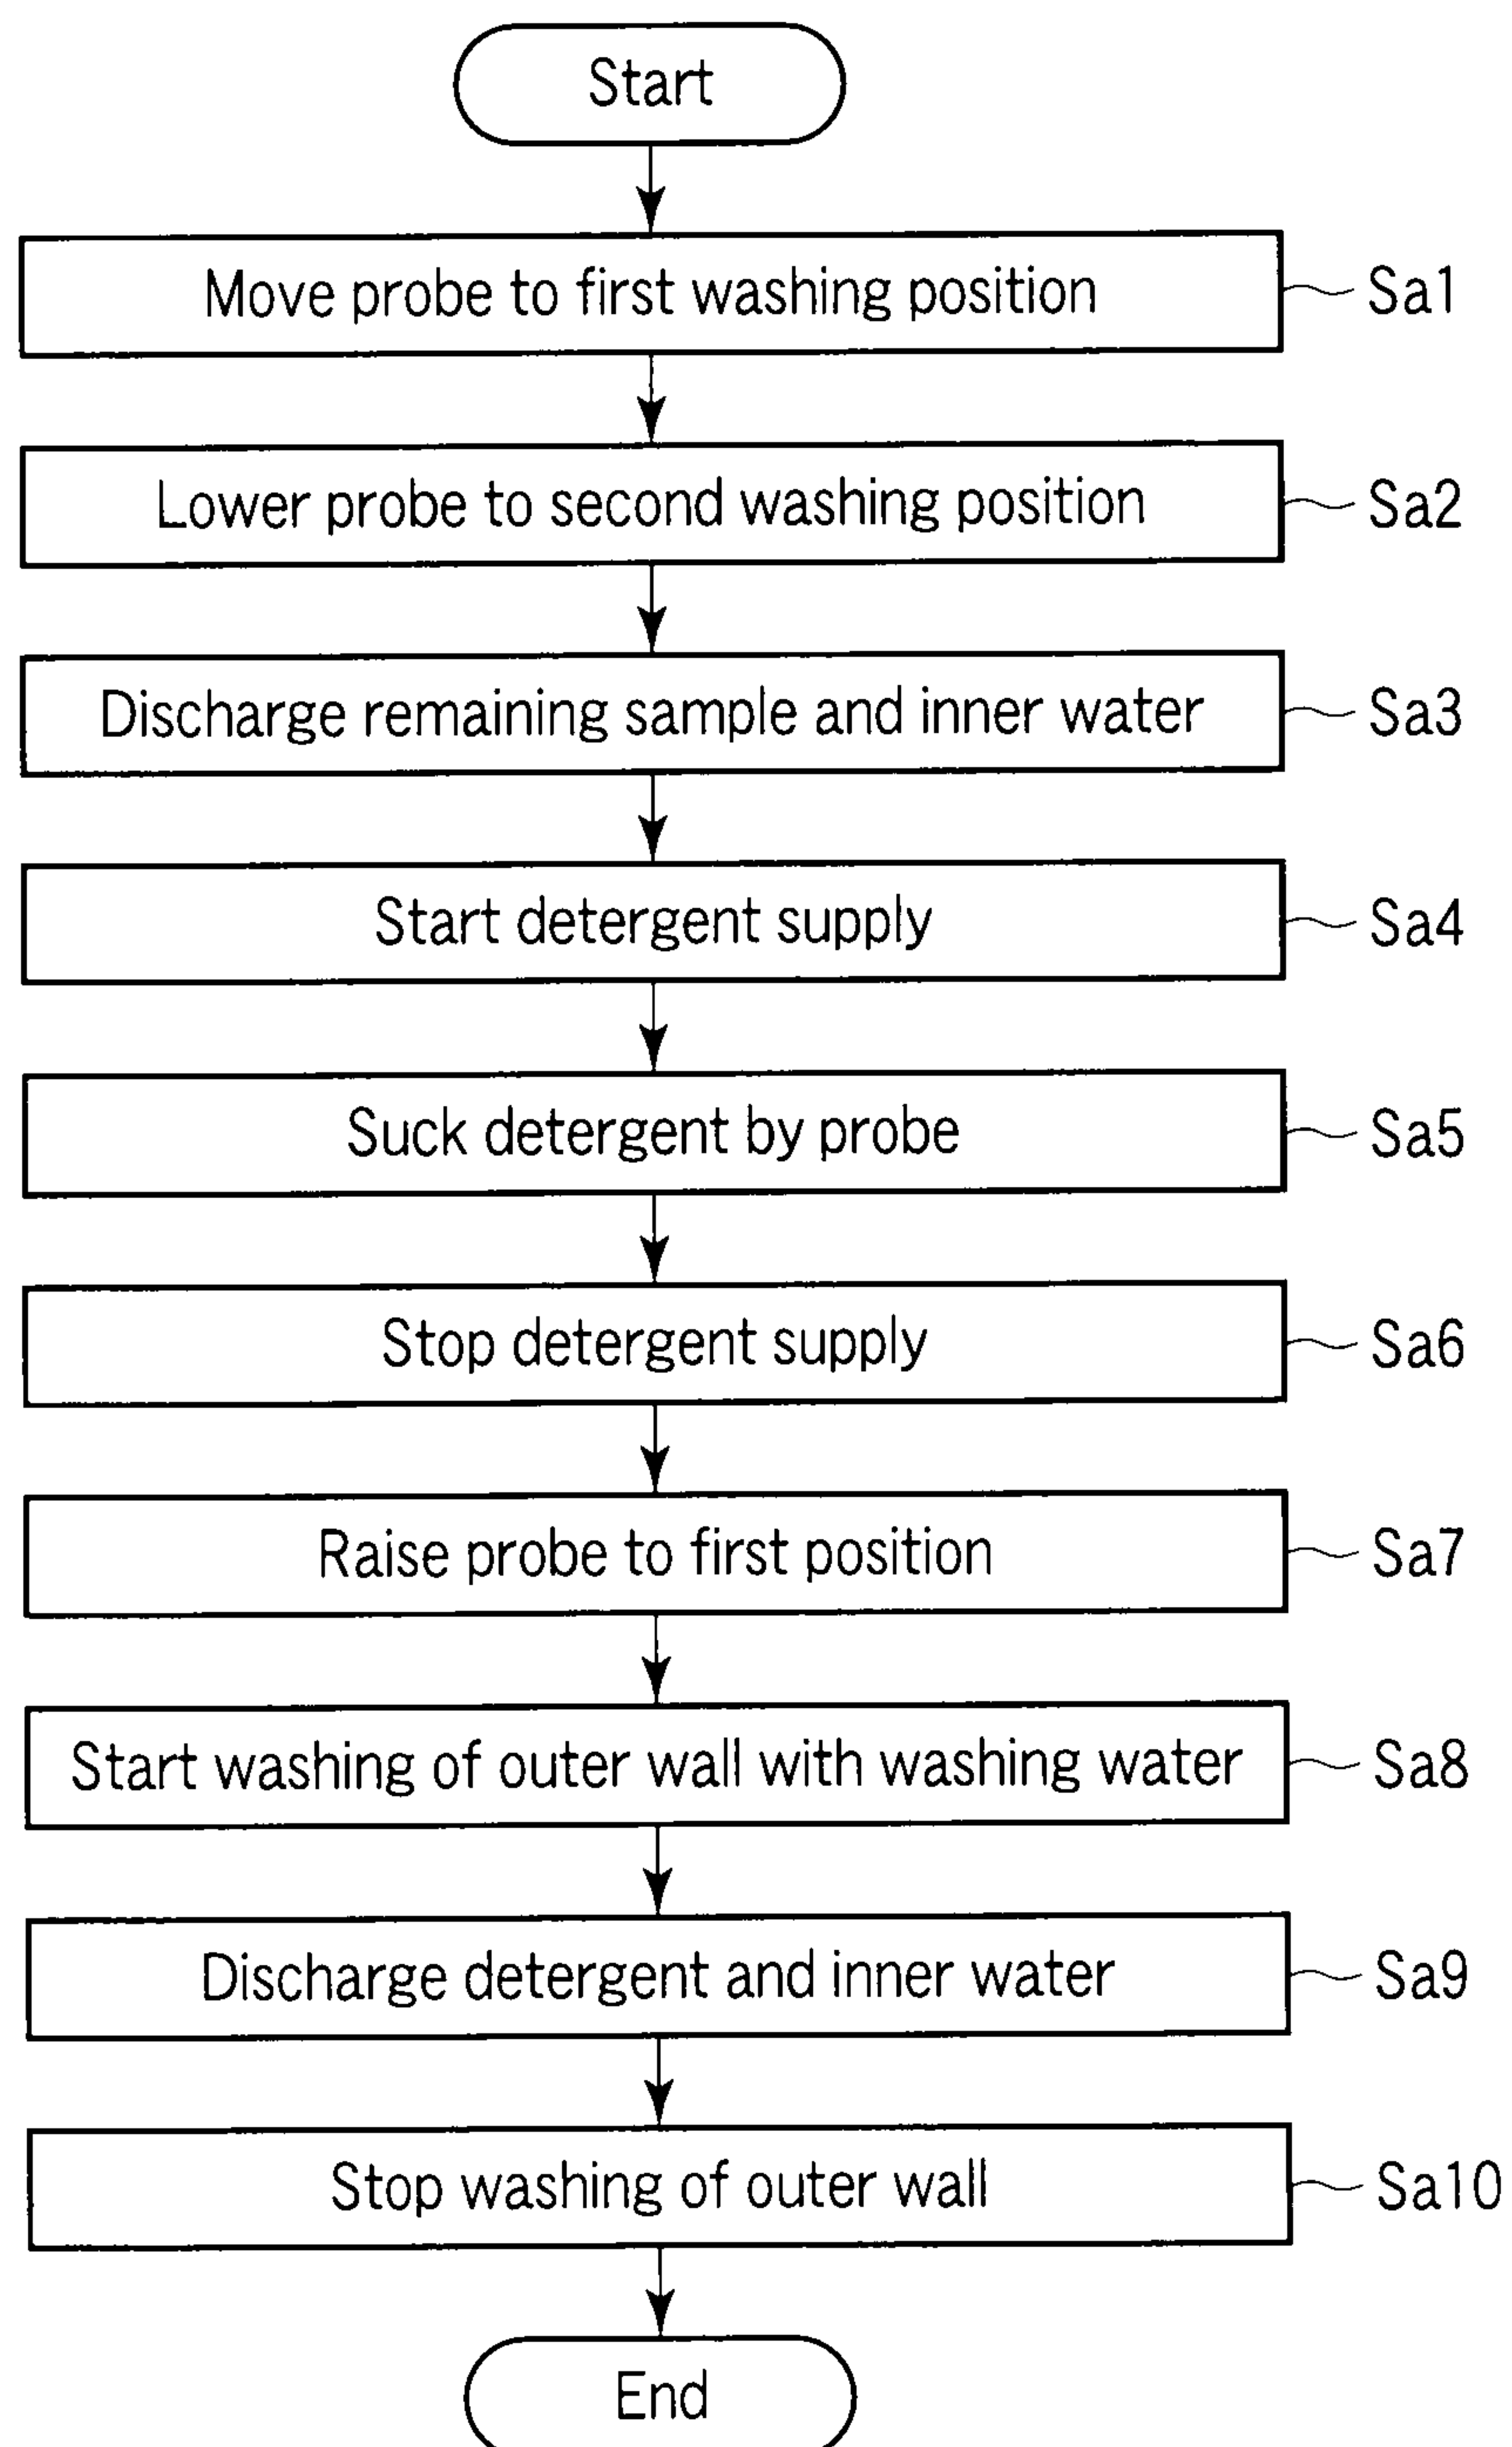 Start
Move probe to first washing position Sa1
Lower probe to second washing position Sa2
Discharge remaining sample and inner water Sa3
Start detergent supply Sa4
Suck detergent by probe Sa5
Stop detergent supply Sa6
Raise probe to first position Sa7
Start washing of outer wall with washing water Sa8
Discharge detergent and inner water Sa9
Stop washing of outer wall Sa10
End